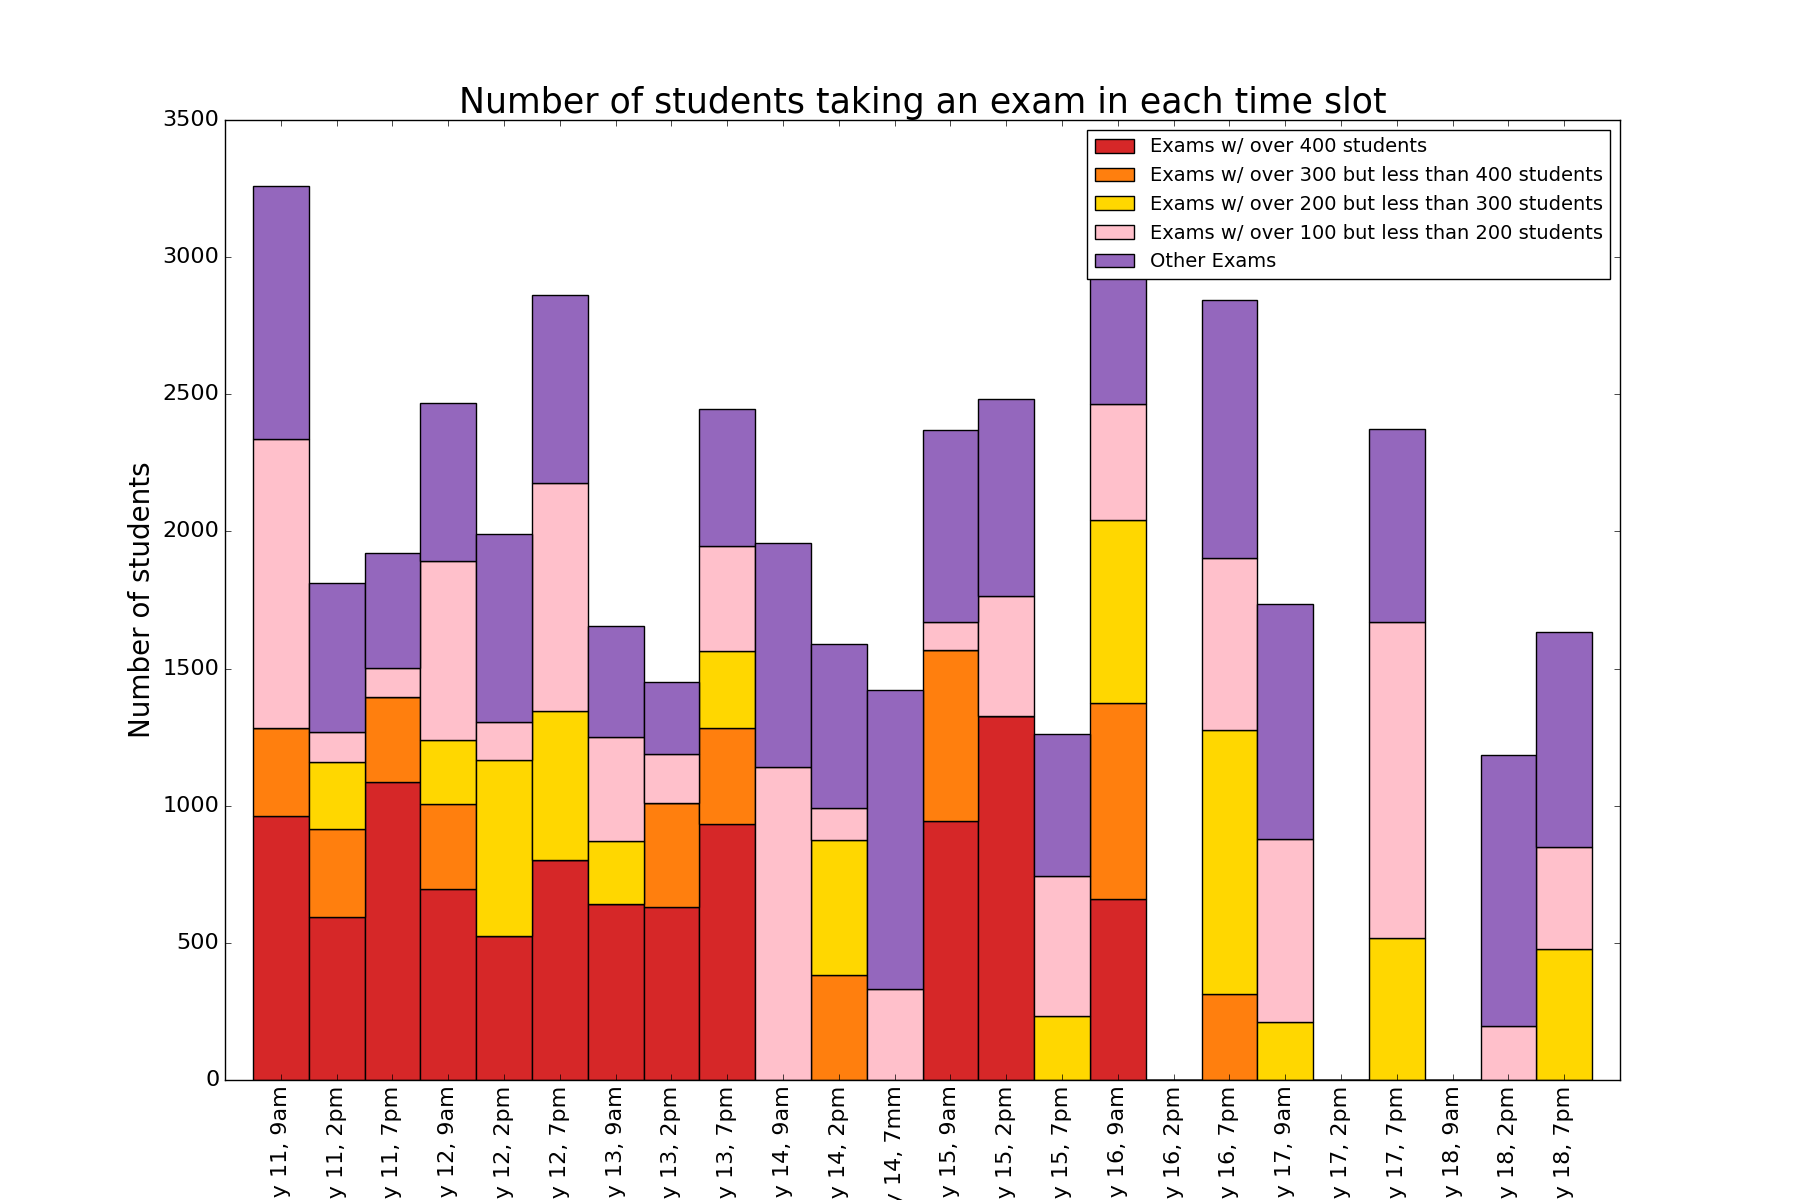 Number of students taking an exam in each time slot
Exams w/ over 400 students
Exams w/ over 300 but less than 400 students
Exams w/ over 200 but less than 300 students
Exams w/ over 100 but less than 200 students
Other Exams
Number of students
3500
3000
2500
2000
1500
1000
500
0
y 11, 9am
y 11, 2pm
y 11, 7pm
y 12, 9am
y 12, 2pm
y 12, 7pm
y 13, 9am
y 13, 2pm
y 13, 7pm
y 14, 9am
y 14, 2pm
y 14, 7mm
y 15, 9am
y 15, 2pm
y 15, 7pm
y 16, 9am
y 16, 2pm
y 16, 7pm
y 17, 9am
y 17, 2pm
y 17, 7pm
y 18, 9am
y 18, 2pm
y 18, 7pm